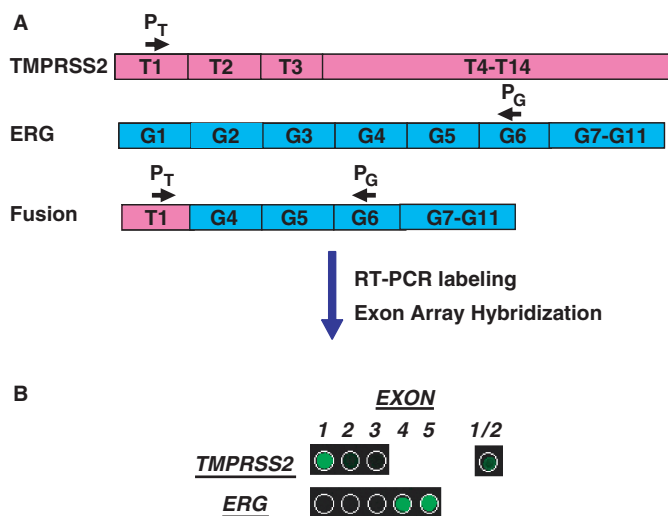 A
P_T
TMPRSS2 T1 T2 T3 T4-T14
P_G
ERG G1 G2 G3 G4 G5 G6 G7-G11
P_T P_G
Fusion T1 G4 G5 G6 G7-G11
RT-PCR labeling
Exon Array Hybridization
B
EXON
1 2 3 4 5 1/2
TMPRSS2
ERG